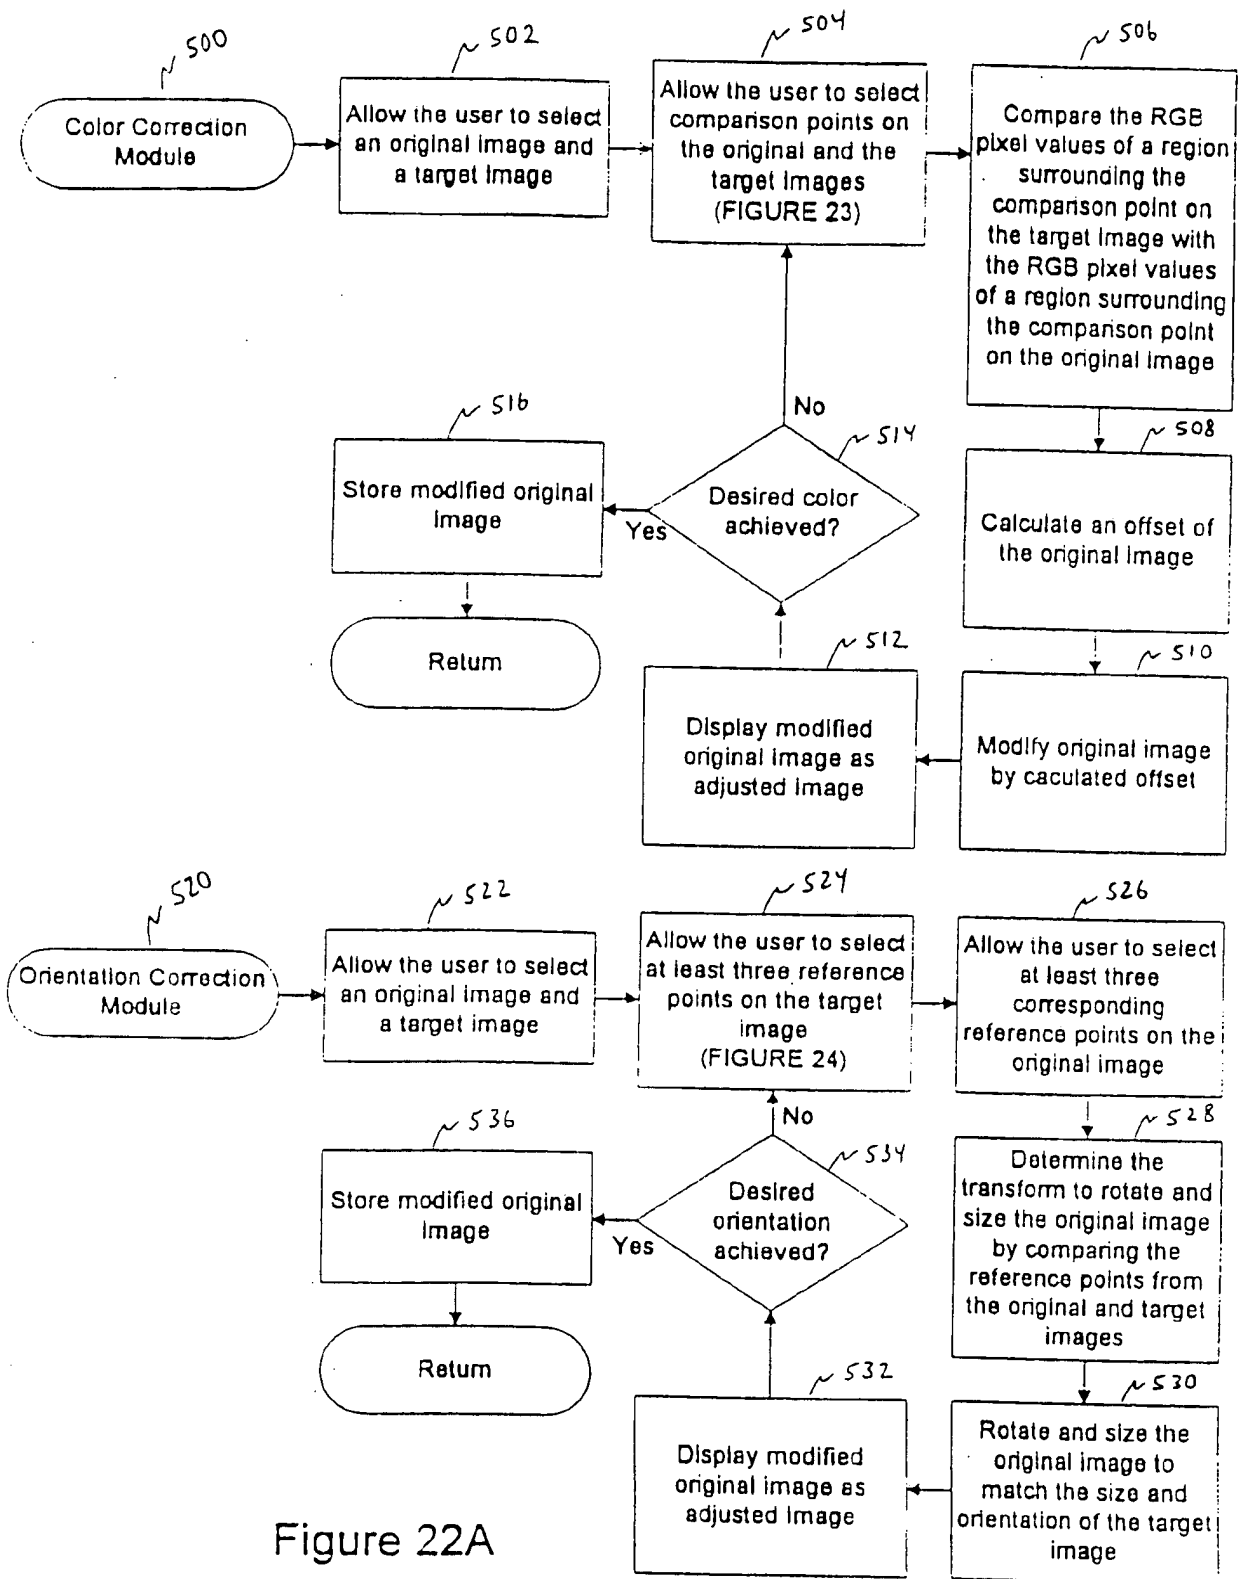 500
Color Correction
Module
502
Allow the user to select
an original image and
a target image
504
Allow the user to select
comparison points on
the original and the
target images
(FIGURE 23)
506
Compare the RGB
pixel values of a region
surrounding the
comparison point on
the target image with
the RGB pixel values
of a region surrounding
the comparison point
on the original image
508
Calculate an offset of
the original image
510
Modify original image
by caculated offset
512
Display modified
original image as
adjusted image
514
Desired color
achieved?
No
Yes
516
Store modified original
image
Return
520
Orientation Correction
Module
522
Allow the user to select
an original image and
a target image
524
Allow the user to select
at least three reference
points on the target
image
(FIGURE 24)
526
Allow the user to select
at least three
corresponding
reference points on the
original image
528
Determine the
transform to rotate and
size the original image
by comparing the
reference points from
the original and target
images
530
Rotate and size the
original image to
match the size and
orientation of the target
image
532
Display modified
original image as
adjusted image
534
Desired
orientation
achieved?
No
Yes
536
Store modified original
image
Return
Figure 22A